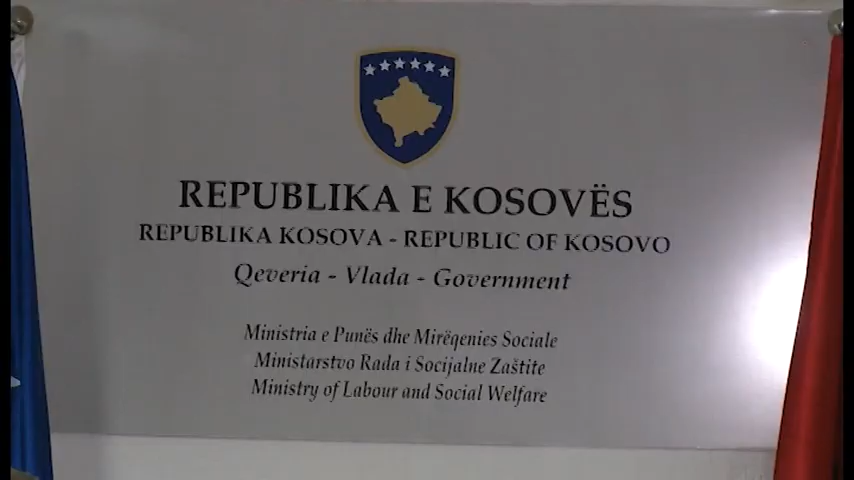 REPUBLIKA E KOSOVËS
REPUBLIKA KOSOVA - REPUBLIC OF KOSOVO
Qeveria - Vlada - Government
Ministria e Punës dhe Mirëqenies Sociale
Ministarstvo Rada i Socijalne Zaštite
Ministry of Labour and Social Welfare